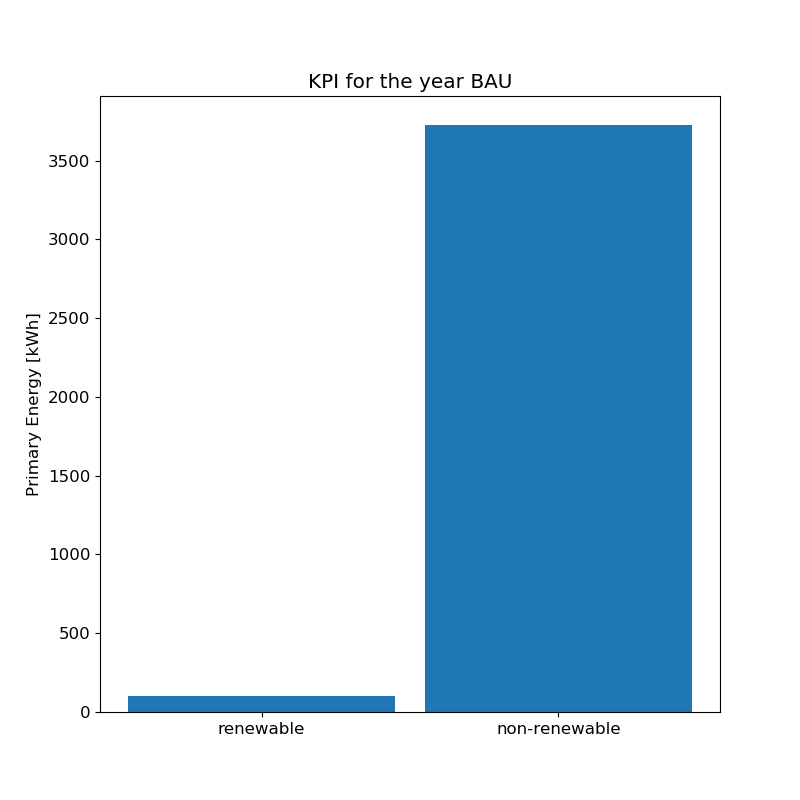 KPI for the year BAU
Primary Energy [kWh]
3500
3000
2500
2000
1500
1000
500
0
renewable
non-renewable